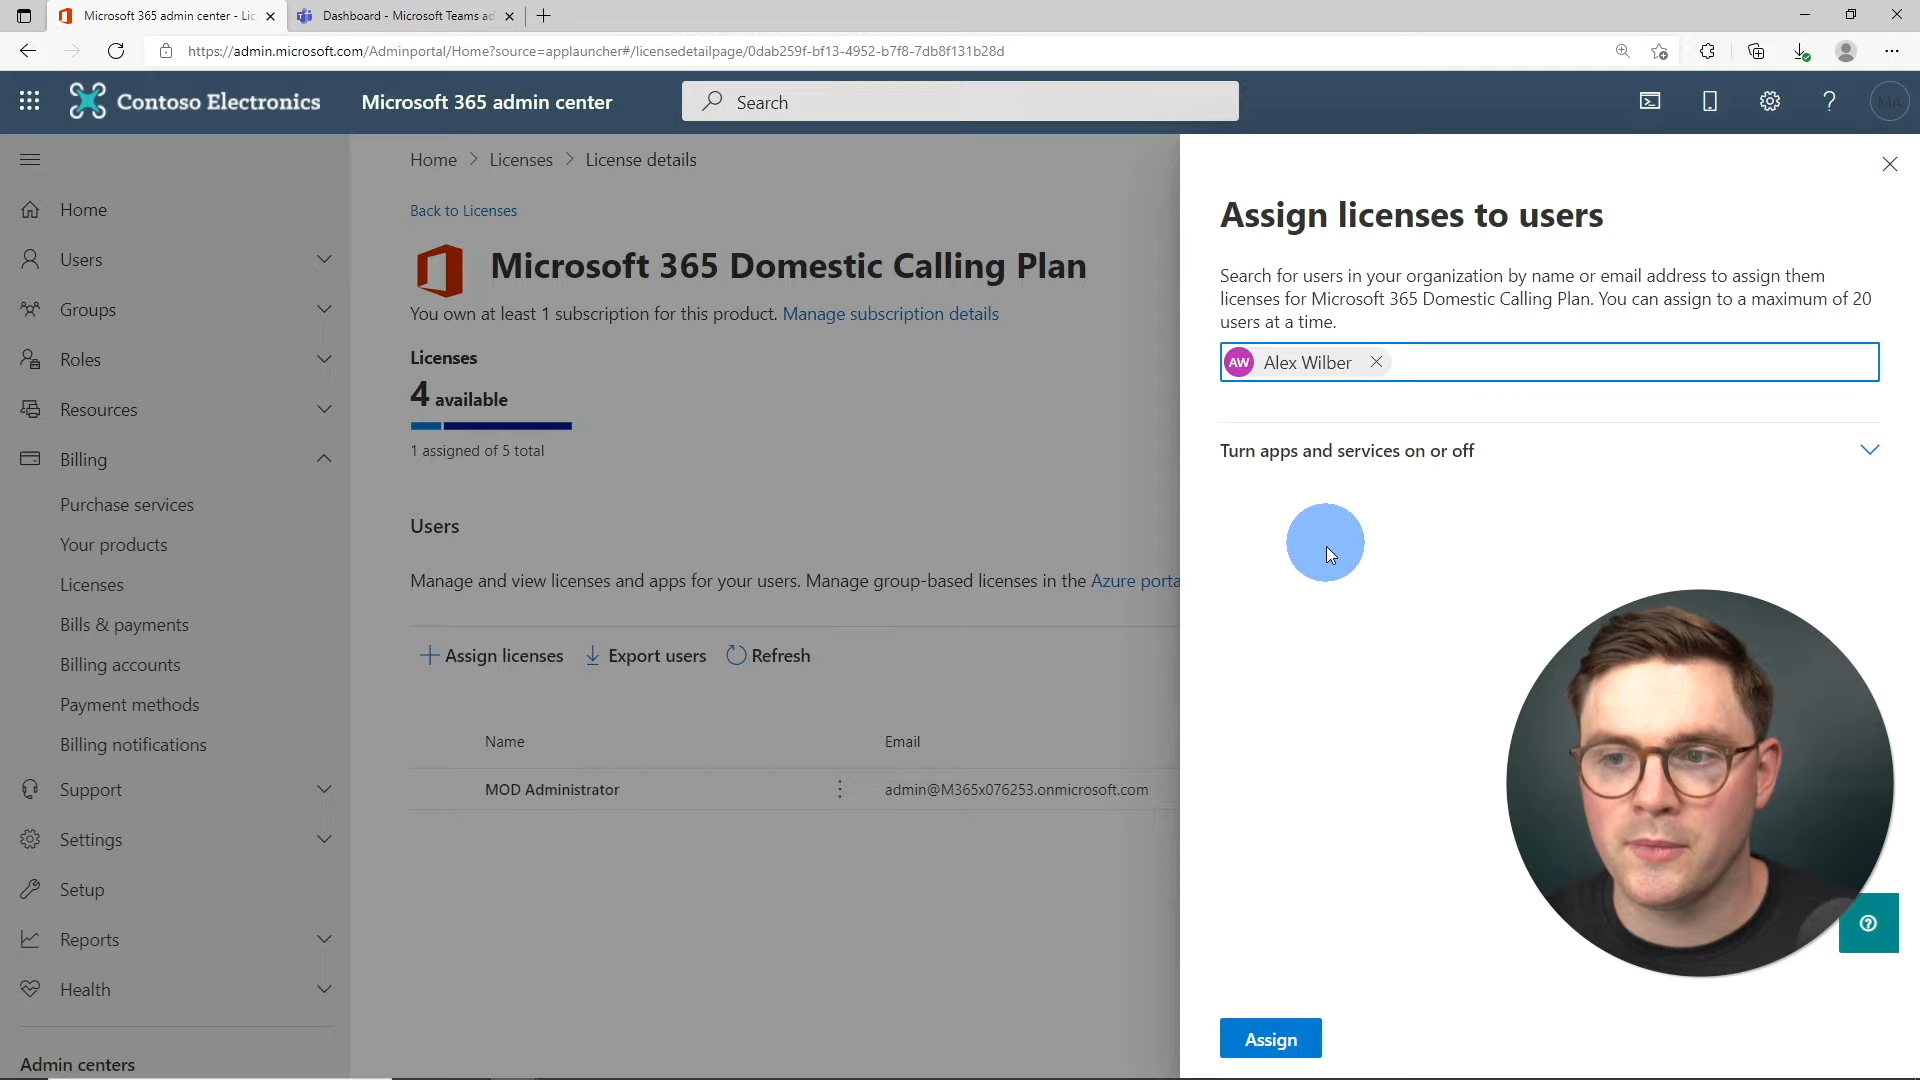 Microsoft 365 admin center - Lic
Dashboard - Microsoft Teams ad
https://admin.microsoft.com/Adminportal/Home?source=applauncher#/licensedetailpage/0dab259f-bf13-4952-b7f8-7db8f131b28d
Contoso Electronics
Microsoft 365 admin center
Search
MA
Home
Users
Groups
Roles
Resources
Billing
Purchase services
Your products
Licenses
Bills & payments
Billing accounts
Payment methods
Billing notifications
Support
Settings
Setup
Reports
Health
Admin centers
Home > Licenses > License details
Back to Licenses
Microsoft 365 Domestic Calling Plan
You own at least 1 subscription for this product. Manage subscription details
Licenses
4 available
1 assigned of 5 total
Users
Manage and view licenses and apps for your users. Manage group-based licenses in the Azure porta
Assign licenses
Export users
Refresh
Name
Email
MOD Administrator
admin@M365x076253.onmicrosoft.com
Assign licenses to users
Search for users in your organization by name or email address to assign them
licenses for Microsoft 365 Domestic Calling Plan. You can assign to a maximum of 20
users at a time.
AW Alex Wilber
Turn apps and services on or off
Assign